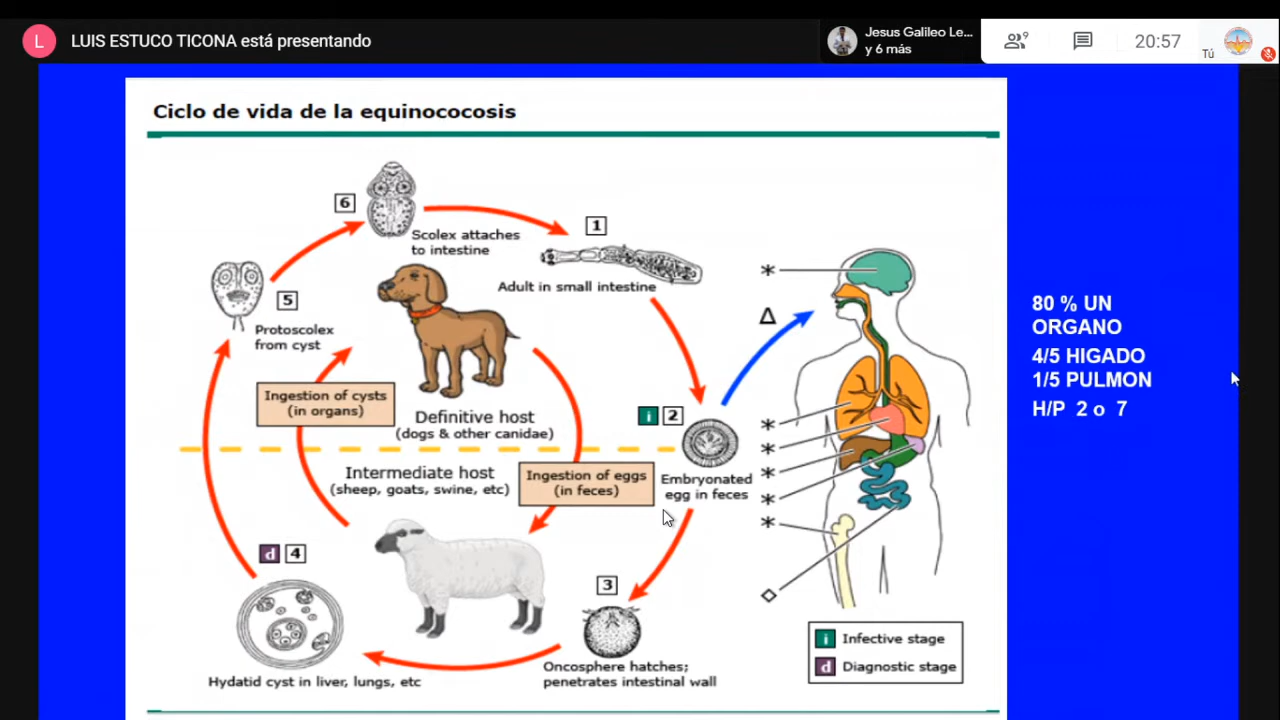 L
LUIS ESTUCO TICONA está presentando
Jesus Galileo Le...
y 6 más
9
20:57
Tú
Ciclo de vida de la equinococosis
6
Scolex attaches
to intestine
1
Adult in small intestine
5
Protoscolex
from cyst
Ingestion of cysts
(in organs)
Definitive host
(dogs & other canidae)
i 2
Embryonated
egg in feces
Intermediate host
(sheep, goats, swine, etc)
Ingestion of eggs
(in feces)
d 4
Hydatid cyst in liver, lungs, etc
3
Oncosphere hatches;
penetrates intestinal wall
*
Δ
*
*
*
*
*
◇
i Infective stage
d Diagnostic stage
80 % UN
ORGANO
4/5 HIGADO
1/5 PULMON
H/P 2 o 7